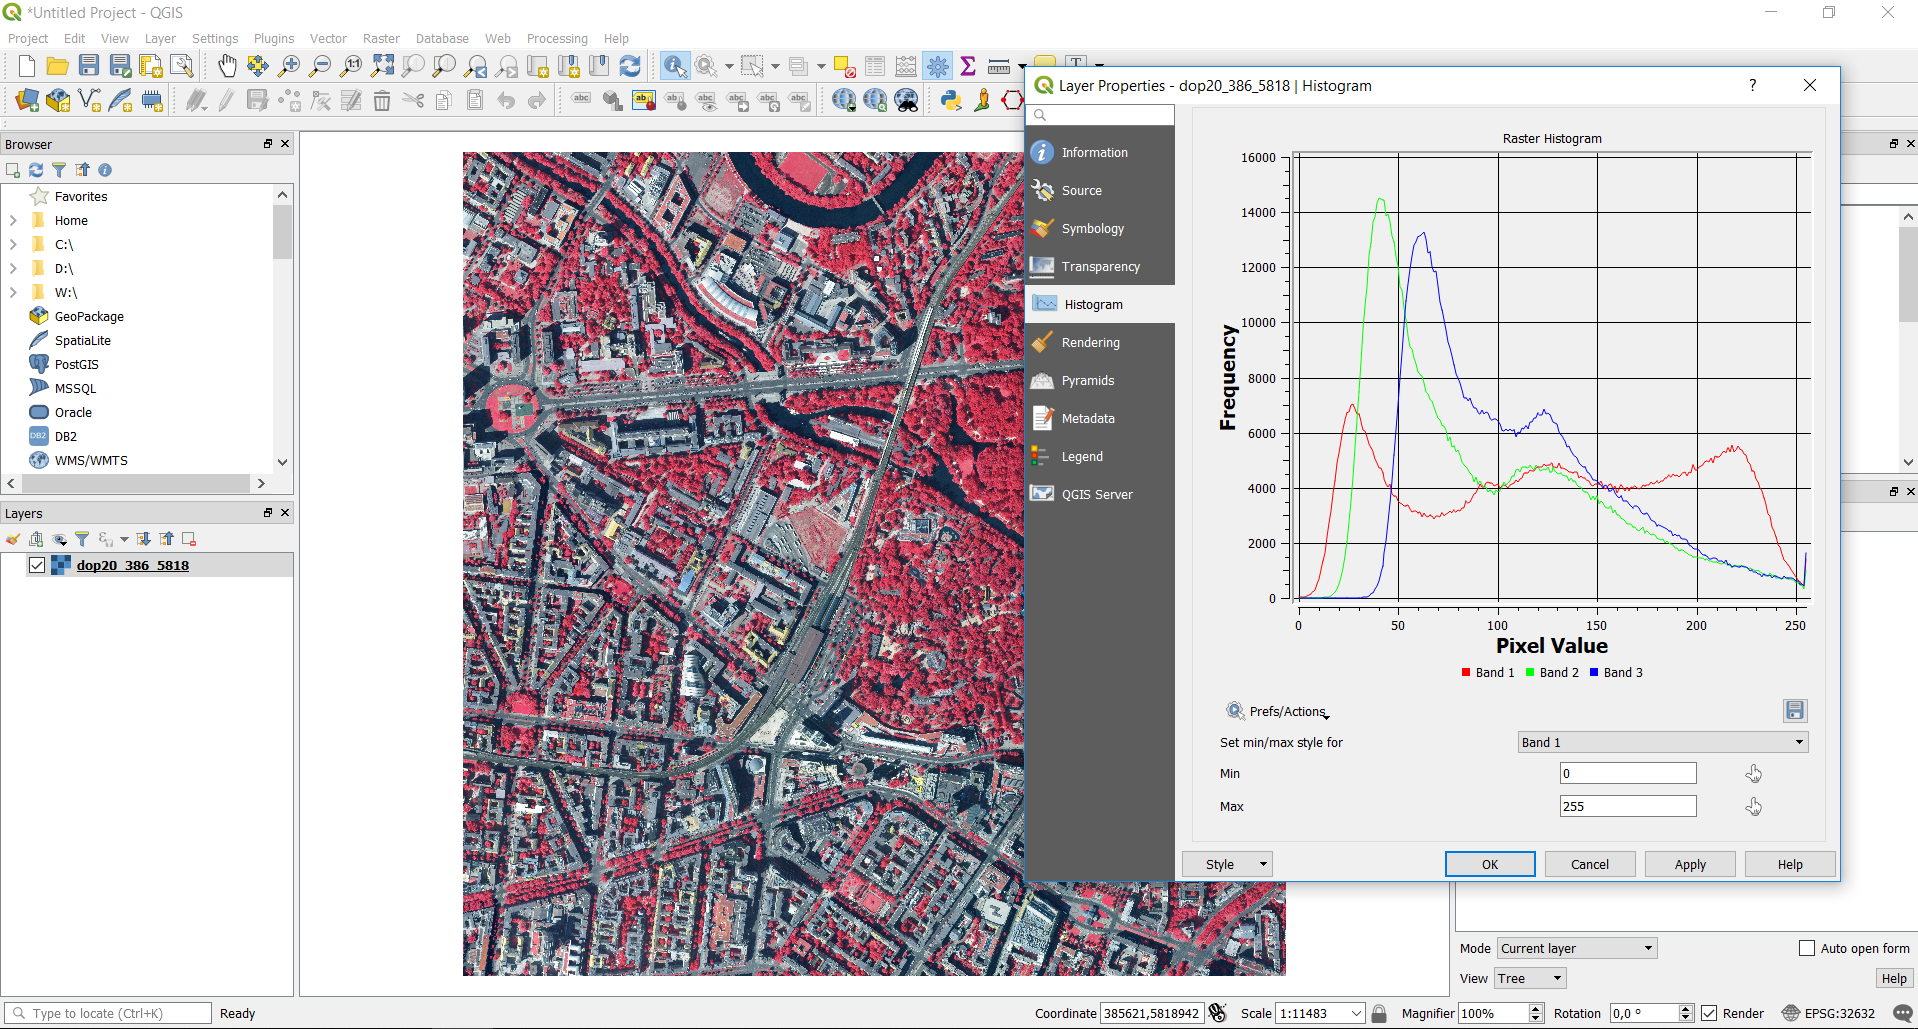 *Untitled Project - QGIS
Project Edit View Layer Settings Plugins Vector Raster Database Web Processing Help
Browser
Favorites
Home
C:\
D:\
W:\
GeoPackage
SpatiaLite
PostGIS
MSSQL
Oracle
DB2
WMS/WMTS
Layers
dop20_386_5818
Layer Properties - dop20_386_5818 | Histogram
Information
Source
Symbology
Transparency
Histogram
Rendering
Pyramids
Metadata
Legend
QGIS Server
Raster Histogram
16000
14000
12000
10000
8000
6000
4000
2000
0
Frequency
0 50 100 150 200 250
Pixel Value
Band 1 Band 2 Band 3
Prefs/Actions
Set min/max style for Band 1
Min 0
Max 255
Style OK Cancel Apply Help
Mode Current layer Auto open form
View Tree Help
Type to locate (Ctrl+K) Ready Coordinate 385621,5818942 Scale 1:11483 Magnifier 100% Rotation 0,0 ° Render EPSG:32632